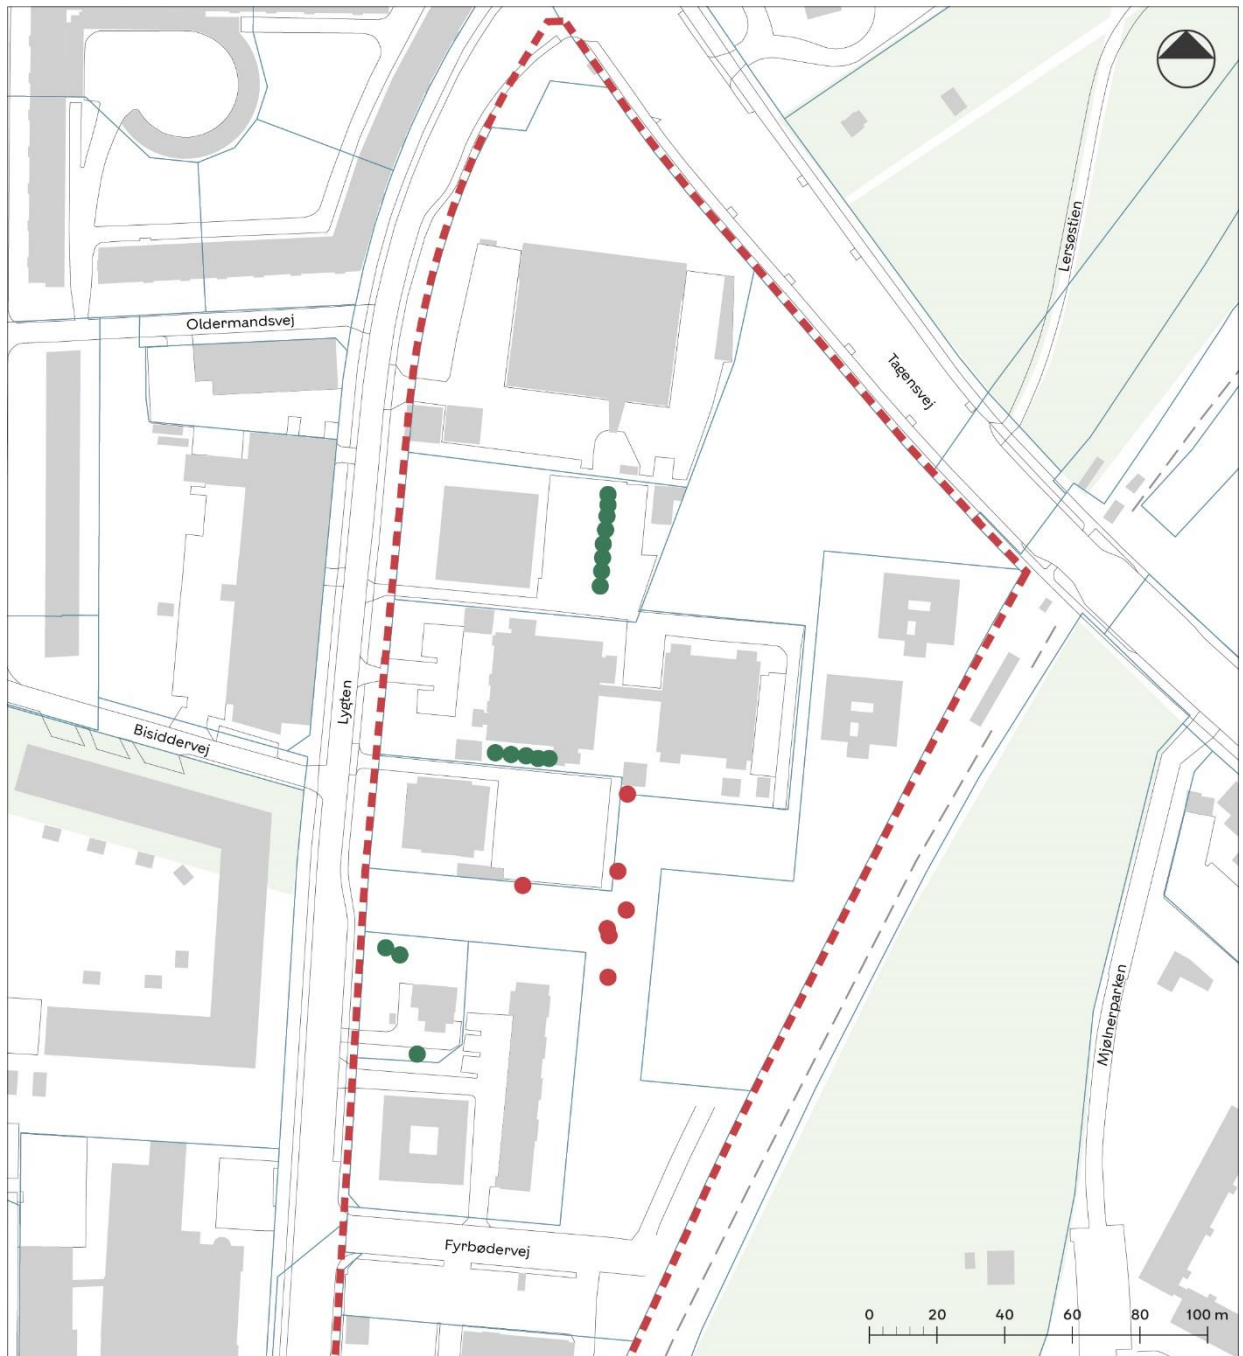 Lersøstien
Oldermandsvej
Tagensvej
Lygten
Bisiddervej
Mjølnerparken
Fyrbødervej
0 20 40 60 80 100 m